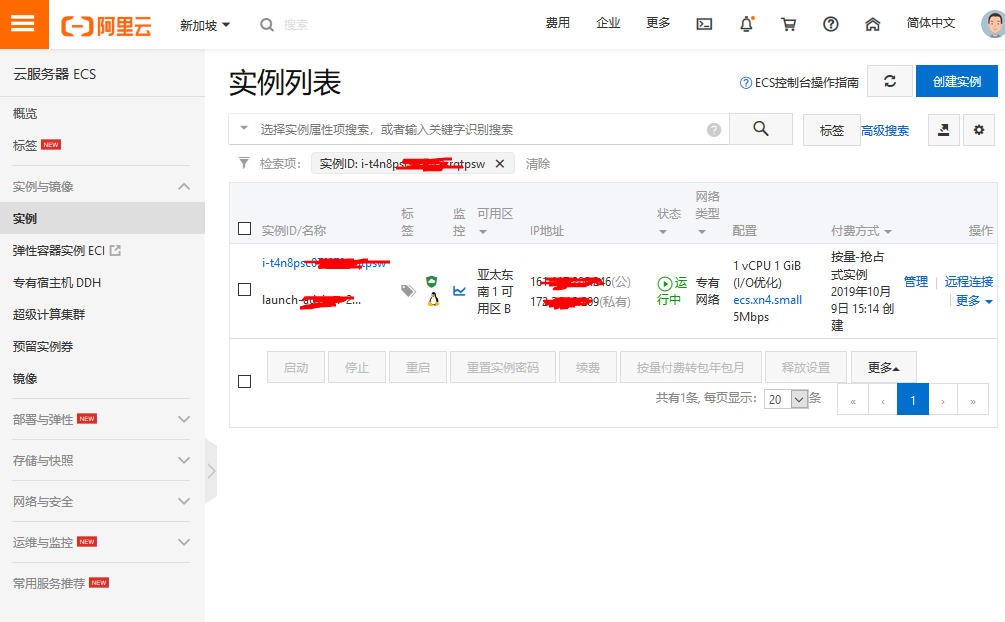 阿里云
新加坡
搜索
费用
企业
更多
简体中文
云服务器 ECS
概览
标签 NEW
实例与镜像
实例
弹性容器实例 ECI
专有宿主机 DDH
超级计算集群
预留实例券
镜像
部署与弹性 NEW
存储与快照
网络与安全
运维与监控 NEW
常用服务推荐 NEW
实例列表
ECS控制台操作指南
创建实例
选择实例属性项搜索，或者输入关键字识别搜索
标签
高级搜索
检索项:
实例ID: i-t4n8ps
qtpsw
清除
实例ID/名称
标
签
监
控
可用区
IP地址
状态
网络
类型
配置
付费方式
操作
i-t4n8psc
psw
launch-
2...
亚太东
南 1 可
用区 B
161
46(公)
172
(私有)
运
行中
专有
网络
1 vCPU 1 GiB
(I/O优化)
ecs.xn4.small
5Mbps
按量-抢占
式实例
2019年10月
9日 15:14 创
建
管理
远程连接
更多
启动
停止
重启
重置实例密码
续费
按量付费转包年包月
释放设置
更多
共有1条, 每页显示: 20 条
« ‹ 1 › »